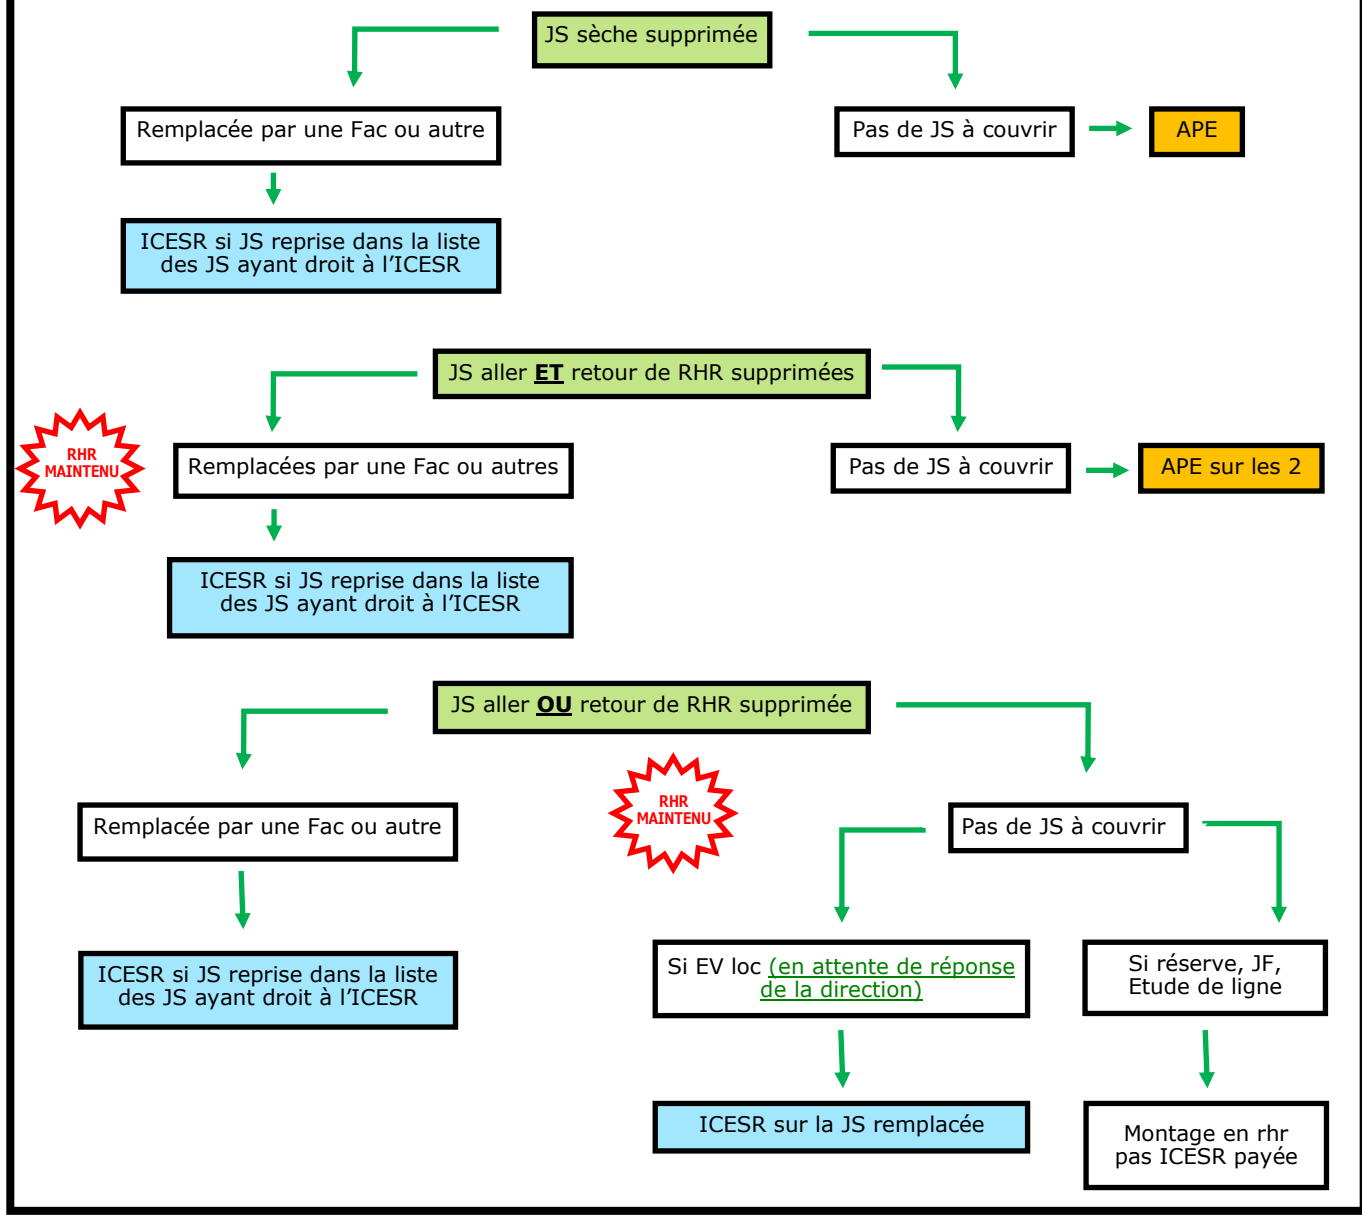 JS sèche supprimée
Remplacée par une Fac ou autre
Pas de JS à couvrir
APE
ICESR si JS reprise dans la liste
des JS ayant droit à l'ICESR
JS aller ET retour de RHR supprimées
RHR
MAINTENU
Remplacées par une Fac ou autres
Pas de JS à couvrir
APE sur les 2
ICESR si JS reprise dans la liste
des JS ayant droit à l'ICESR
JS aller OU retour de RHR supprimée
RHR
MAINTENU
Remplacée par une Fac ou autre
Pas de JS à couvrir
ICESR si JS reprise dans la liste
des JS ayant droit à l'ICESR
Si EV loc (en attente de réponse
de la direction)
Si réserve, JF,
Etude de ligne
ICESR sur la JS remplacée
Montage en rhr
pas ICESR payée